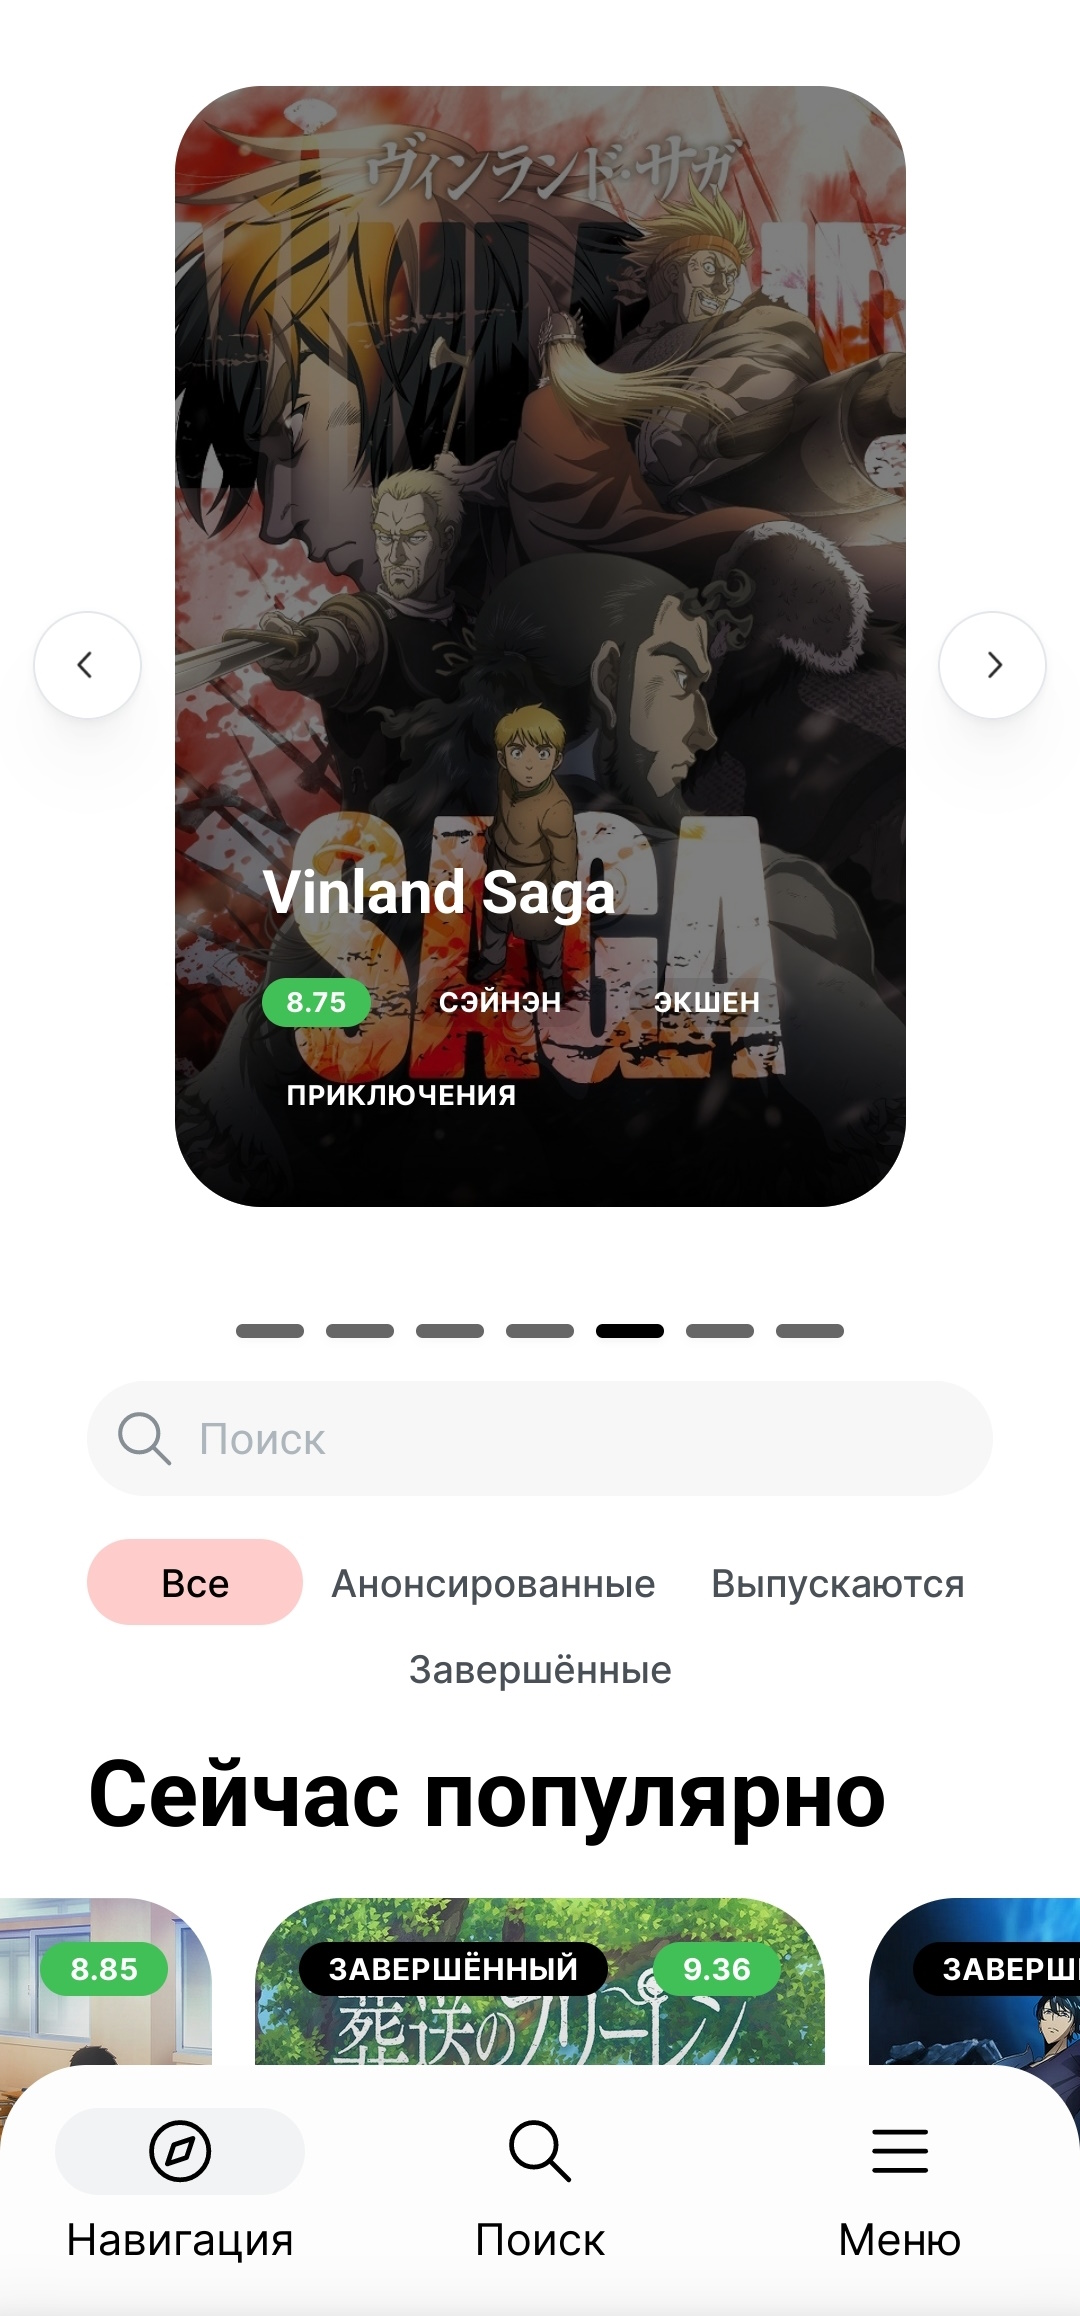 ヴィンランド・サガ
SAGA
Vinland Saga
8.75 СЭЙНЭН ЭКШЕН
ПРИКЛЮЧЕНИЯ
Поиск
Все Анонсированные Выпускаются
Завершённые
Сейчас популярно
8.85 ЗАВЕРШЁННЫЙ 9.36
葬送のフリーレン
Навигация Поиск Меню